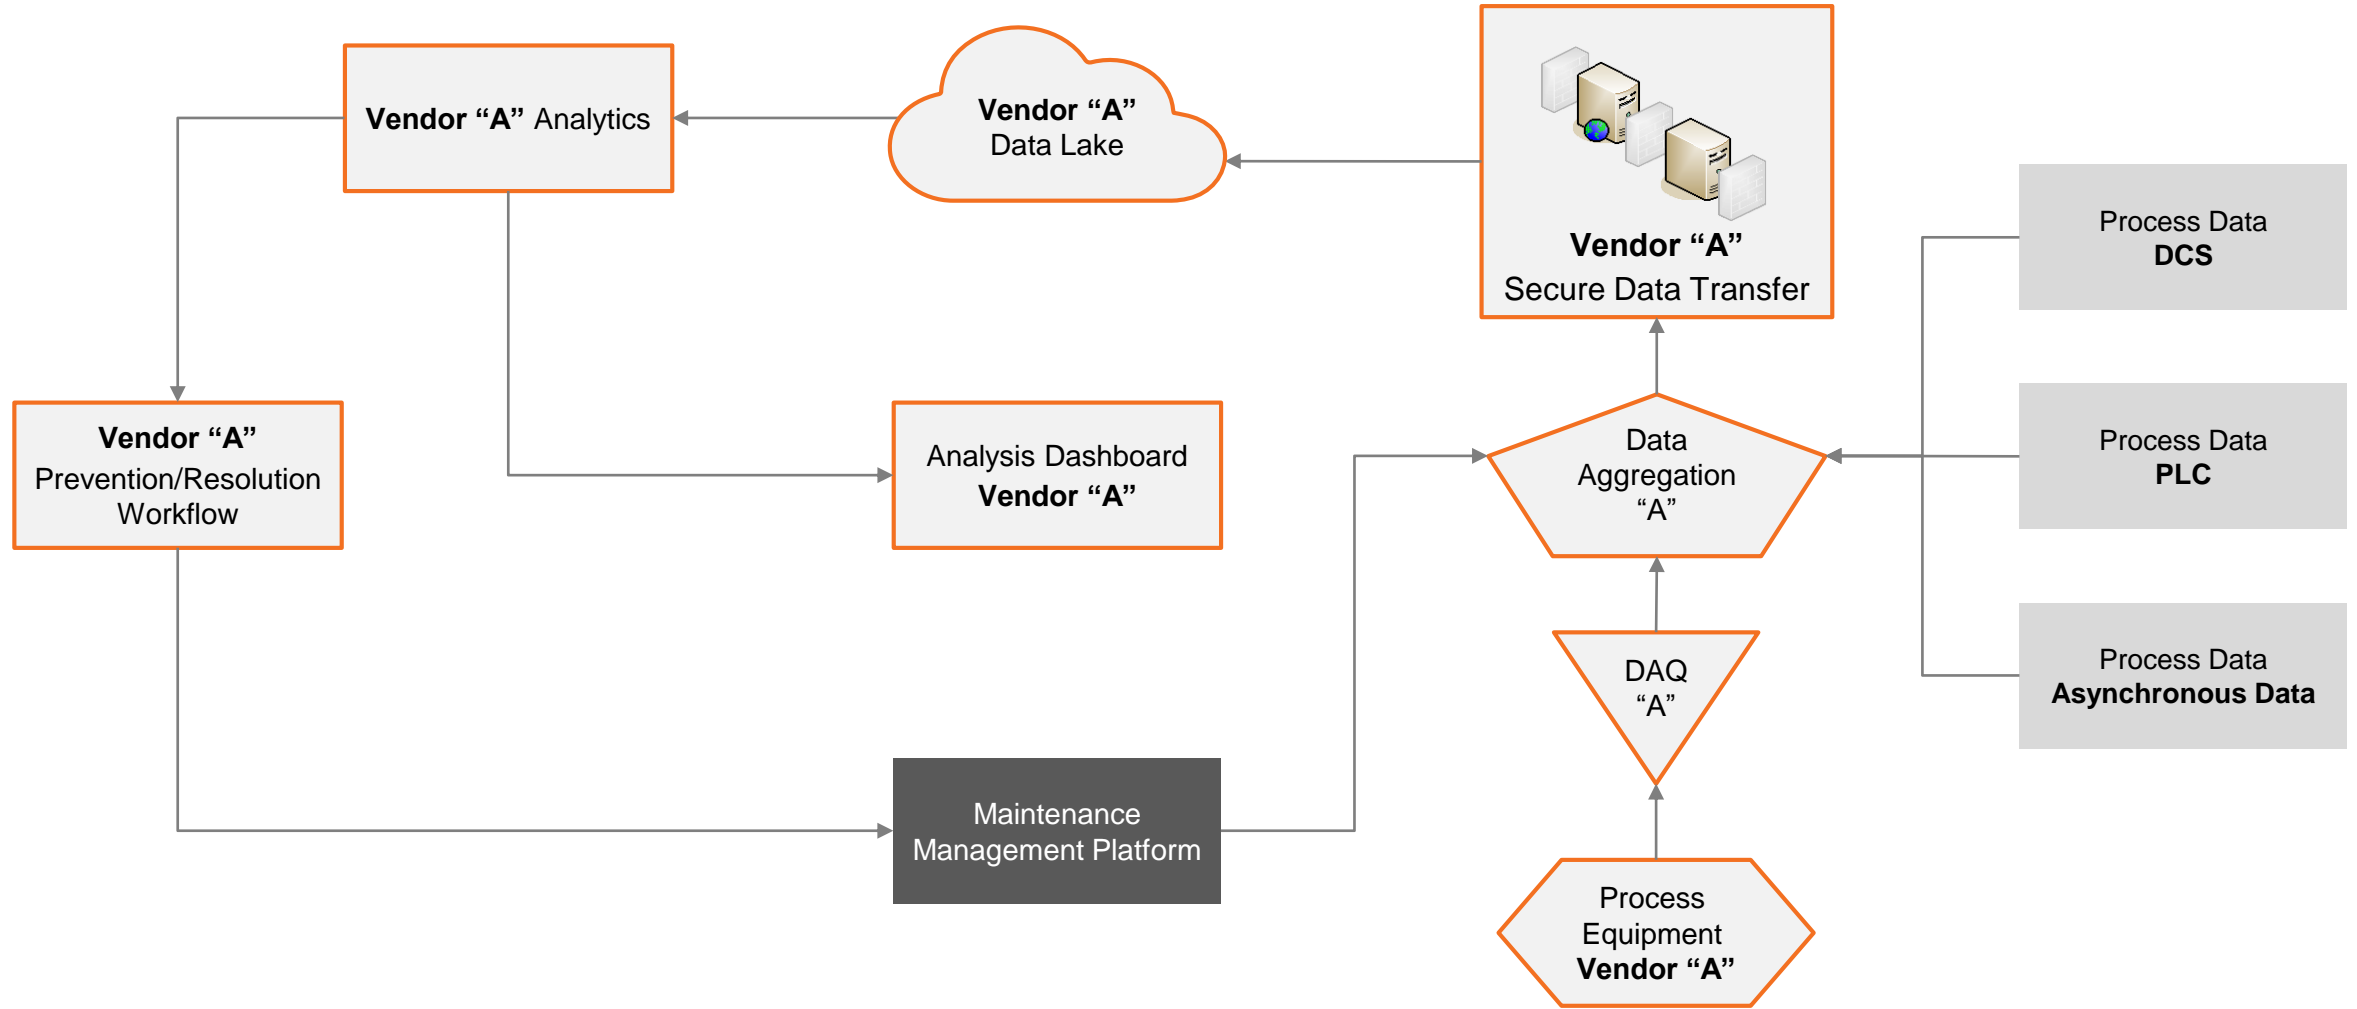 Vendor “A” Analytics
Vendor “A”
Data Lake
Vendor “A”
Secure Data Transfer
Process Data
DCS
Vendor “A”
Prevention/Resolution
Workflow
Analysis Dashboard
Vendor “A”
Data
Aggregation
“A”
Process Data
PLC
DAQ
“A”
Process Data
Asynchronous Data
Maintenance
Management Platform
Process
Equipment
Vendor “A”